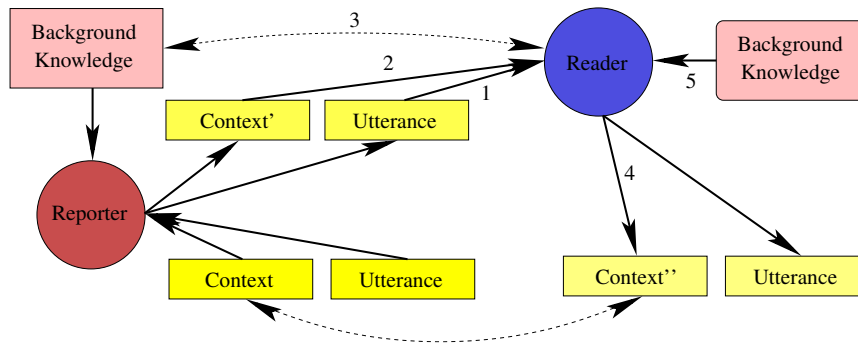 3
Background
Knowledge
2
Reader
Background
Knowledge
5
1
Context'
Utterance
4
Reporter
Context
Utterance
Context''
Utterance